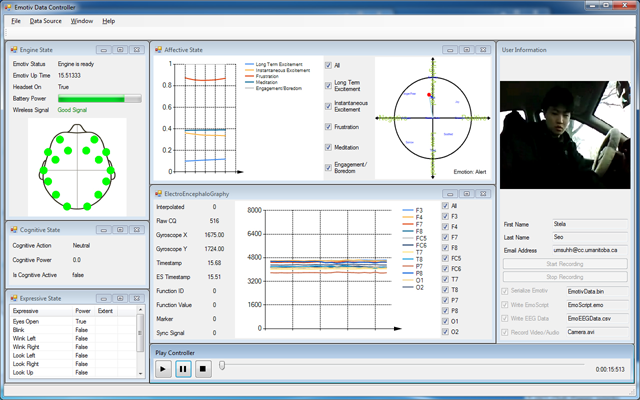 Emotiv Data Controller
File Data Source Window Help
Engine State
Emotiv Status Engine is ready
Emotiv Up Time 15.51333
Headset On True
Battery Power
Wireless Signal Good Signal
Cognitive State
Cognitive Action Neutral
Cognitive Power 0.0
Is Cognitive Active false
Expressive State
Expressive Power Extent
Eyes Open True
Blink False
Wink Left False
Wink Right False
Look Left False
Look Right False
Look Up False
Affective State
1
0.8
0.6
0.4
0.2
0
Long Term Excitement
Instantaneous Excitement
Frustration
Meditation
Engagement/Boredom
All
Long Term
Excitement
Instantaneous
Excitement
Frustration
Meditation
Engagement/
Boredom
Emotion: Alert
ElectroEncephaloGraphy
Interpolated 0
Raw CQ 516
Gyroscope X 1675.00
Gyroscope Y 1724.00
Timestamp 15.68
ES Timestamp 15.51
Function ID 0
Function Value 0
Marker 0
Sync Signal 0
8000
6400
4800
3200
1600
0
F3
F4
F7
F8
FC5
FC6
T7
T8
P7
P8
O1
O2
All
F3
F4
F7
F8
FC5
FC6
T7
T8
P7
P8
O1
O2
Play Controller
0:00:15:513
User Information
First Name Stela
Last Name Seo
Email Address umsuhh@cc.umanitoba.ca
Start Recording
Stop Recording
Serialize Emotiv EmotivData.bin
Write EmoScript EmoScript.emo
Write EEG Data EmoEEGData.csv
Record Video/Audio Camera.avi